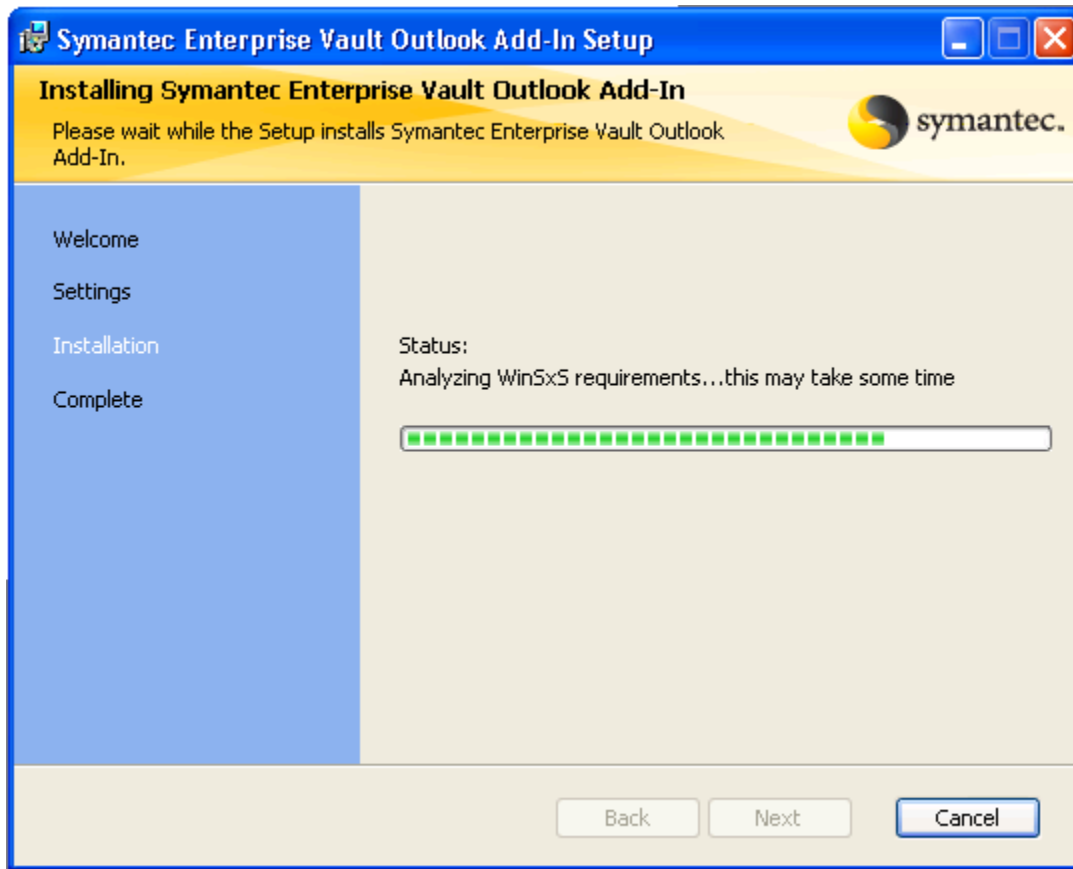 Symantec Enterprise Vault Outlook Add-In Setup
Installing Symantec Enterprise Vault Outlook Add-In
Please wait while the Setup installs Symantec Enterprise Vault Outlook
Add-In.
symantec.
Welcome
Settings
Installation
Complete
Status:
Analyzing WinSxS requirements...this may take some time
Back
Next
Cancel